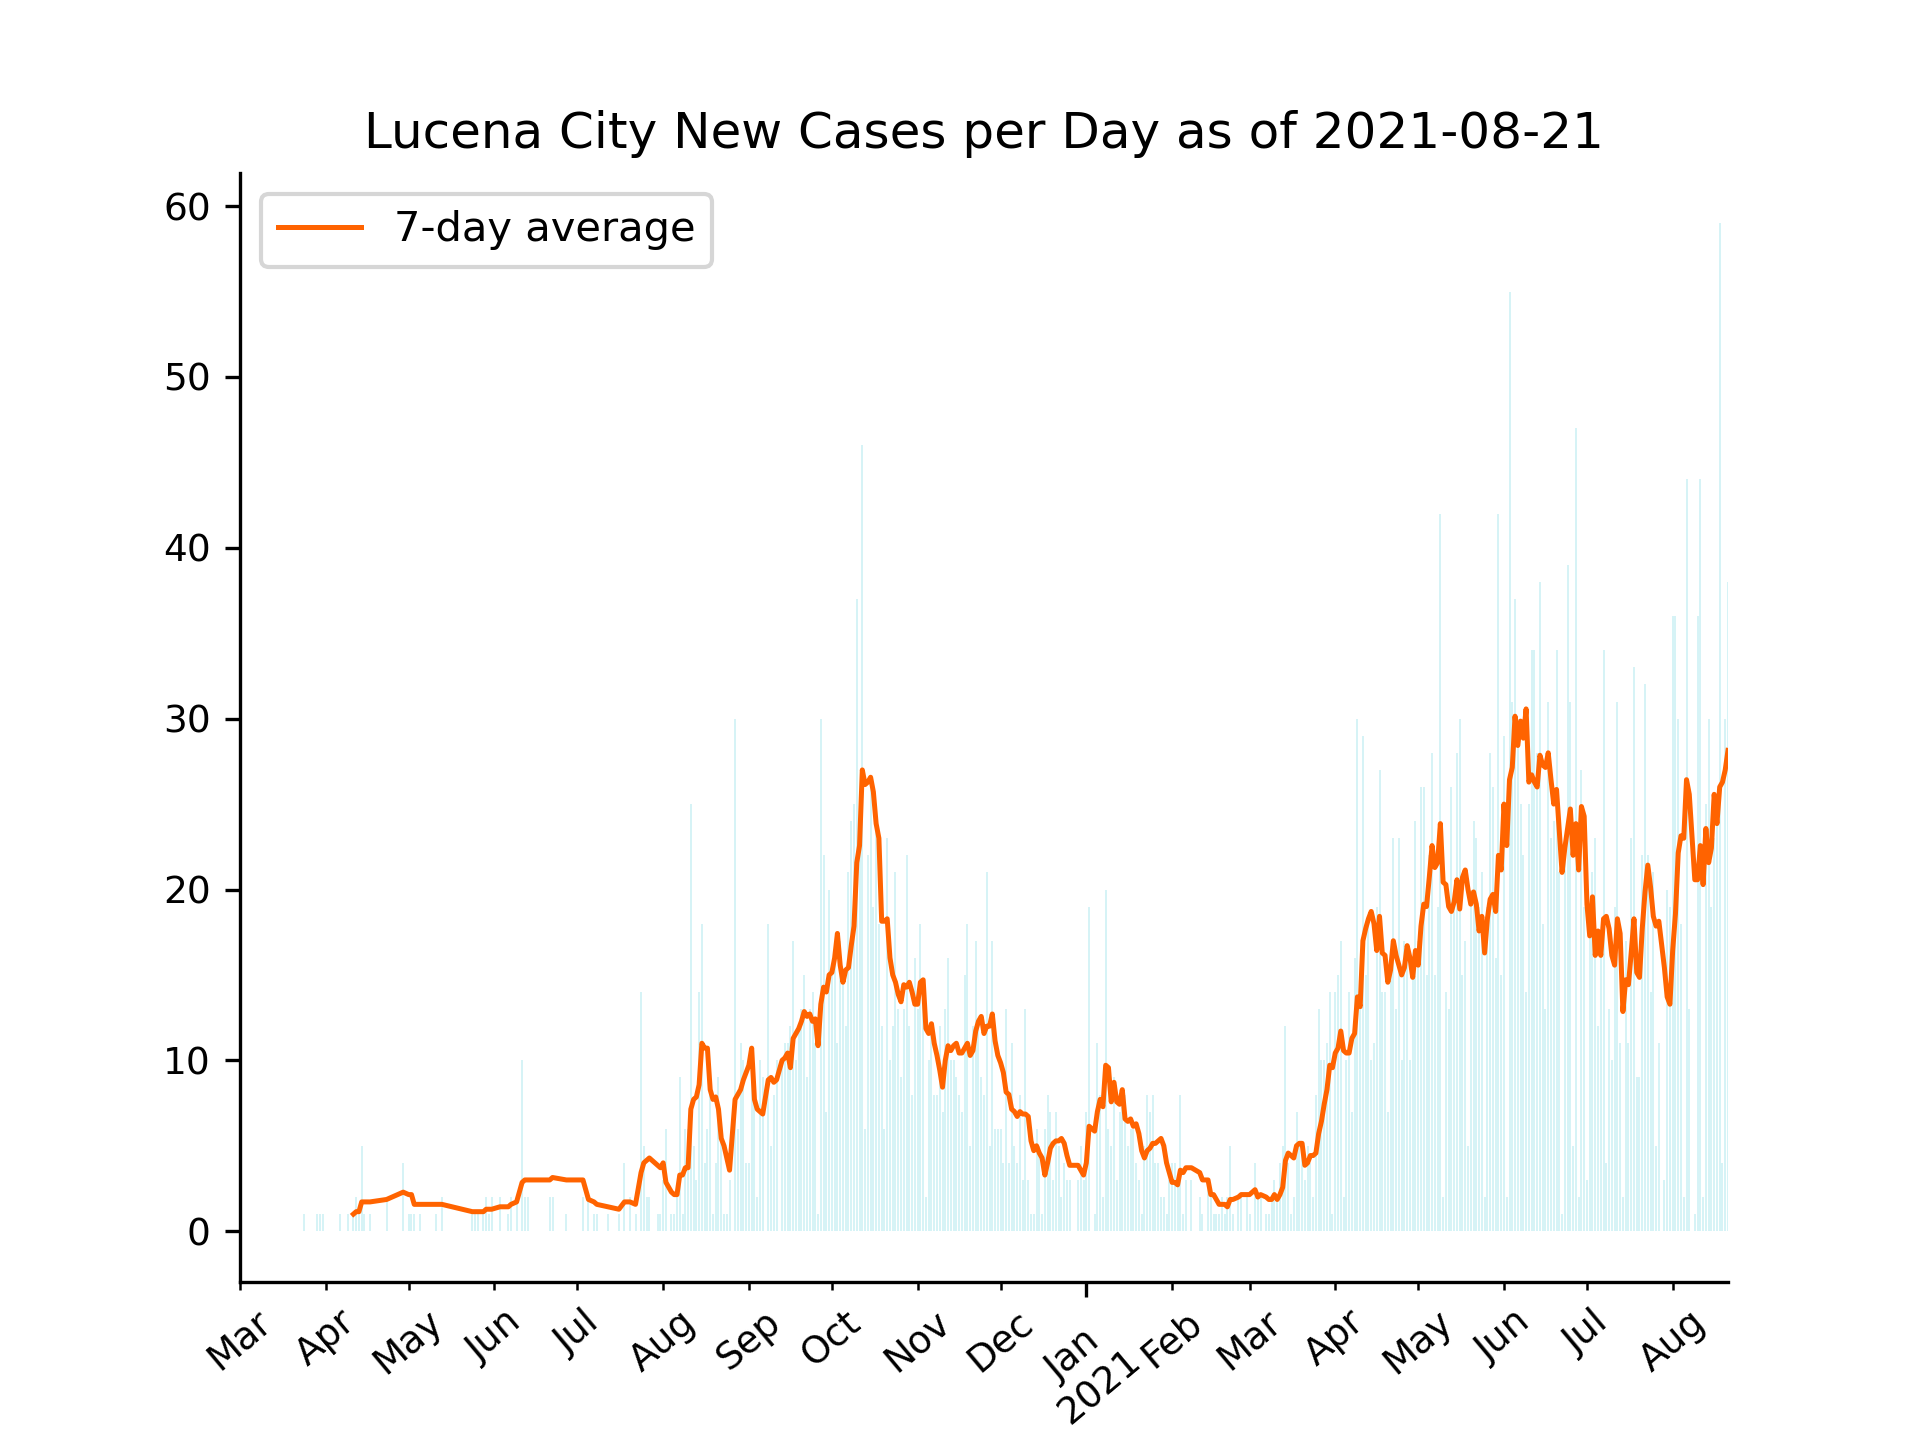 Lucena City New Cases per Day as of 2021-08-21
7-day average
60
50
40
30
20
10
0
Mar
Apr
May
Jun
Jul
Aug
Sep
Oct
Nov
Dec
Jan
2021
Feb
Mar
Apr
May
Jun
Jul
Aug